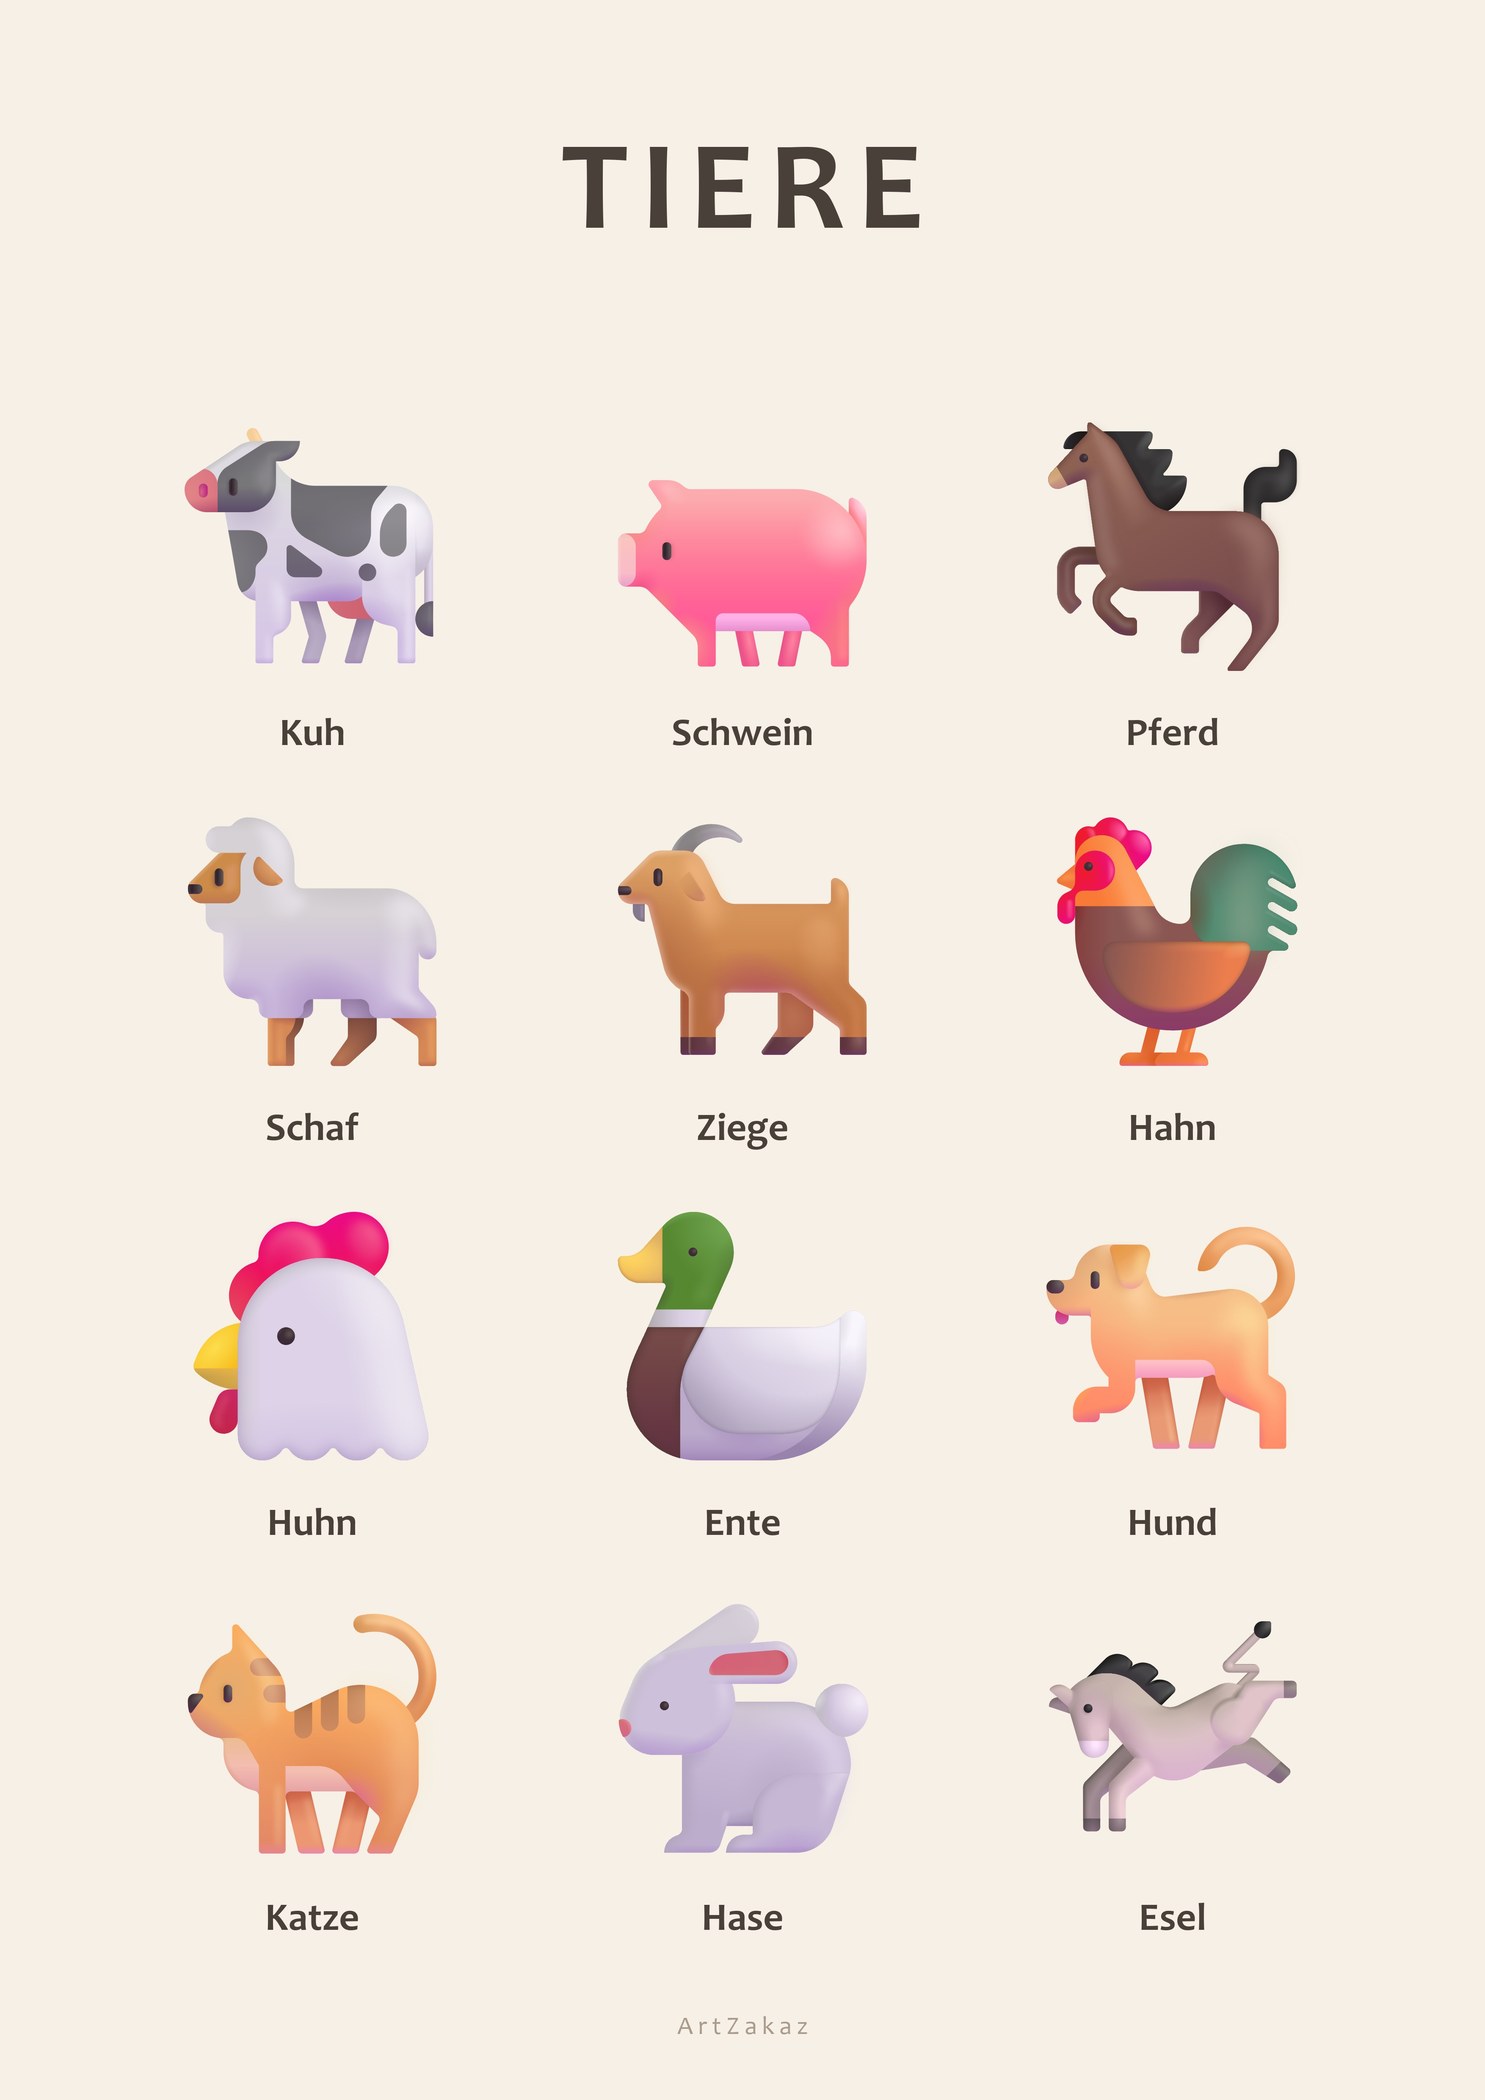 TIERE
Kuh
Schwein
Pferd
Schaf
Ziege
Hahn
Huhn
Ente
Hund
Katze
Hase
Esel
ArtZakaz